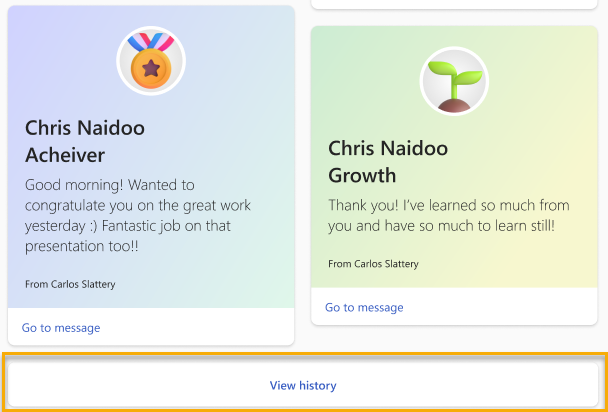 Chris Naidoo
Acheiver
Good morning! Wanted to
congratulate you on the great work
yesterday :) Fantastic job on that
presentation too!!
From Carlos Slattery
Go to message
Chris Naidoo
Growth
Thank you! I've learned so much from
you and have so much to learn still!
From Carlos Slattery
Go to message
View history